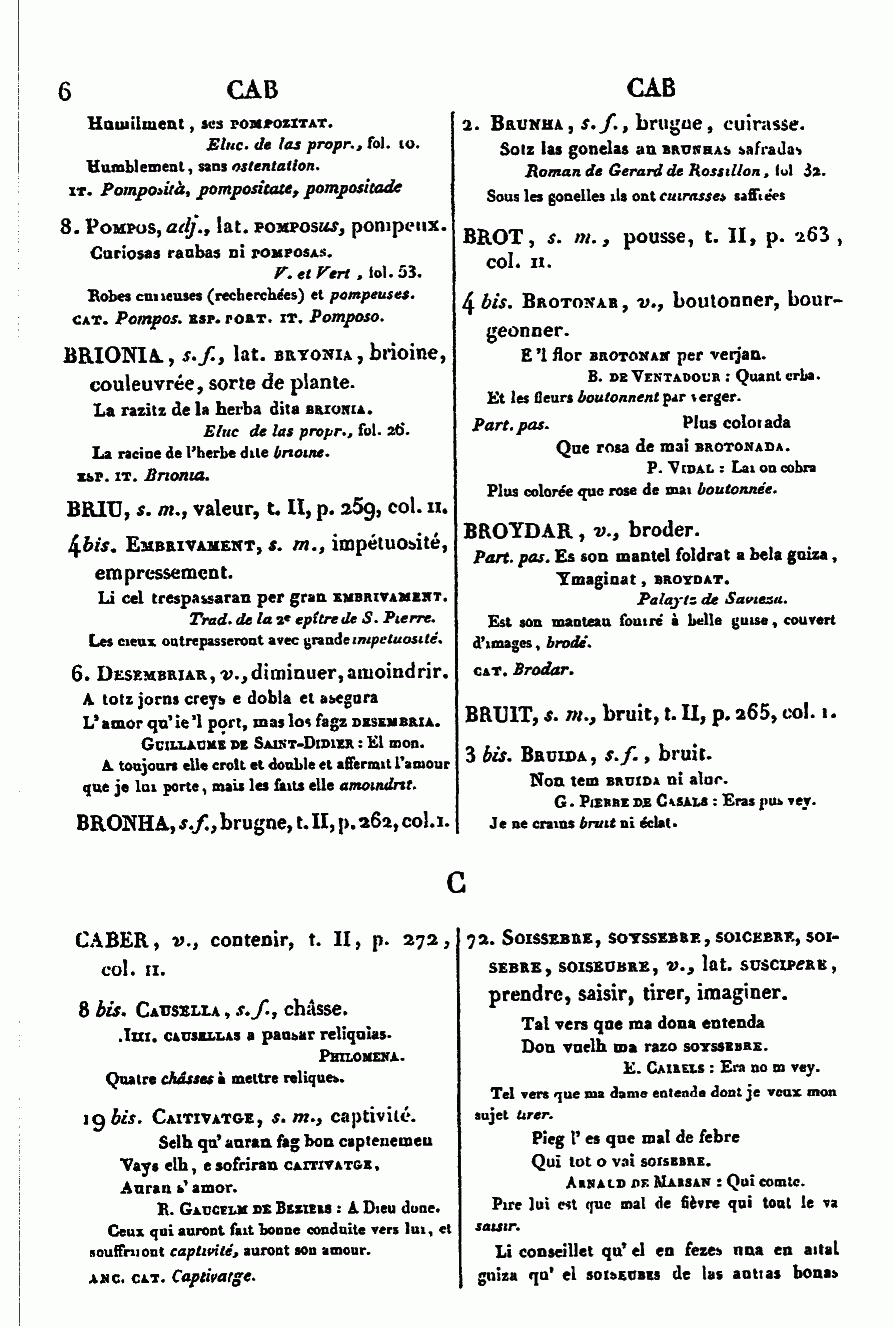 6 CAB CAB
Humilment, ses POMPOZITAT.
Eluc. de las propr., fol. 10.
Humblement, sans ostentation.
IT. Pomposità, pompositate, pompositade
8. POMPOS, adj., lat. POMPOSUS, pompeux.
Curiosas raubas ni POMPOSAS.
V. et Vert, fol. 53.
Robes curieuses (recherchées) et pompeuses.
CAT. Pompos. ESP. PORT. IT. Pomposo.
BRIONIA, s. f., lat. BRYONIA, brioine,
couleuvrée, sorte de plante.
La razitz de la herba dita BRIONIA.
Eluc de las propr., fol. 26.
La racine de l'herbe dite brioine.
ESP. IT. Brionia.
BRIU, s. m., valeur, t. II, p. 259, col. II.
4 bis. EMBRIVAMENT, s. m., impétuosité,
empressement.
Li cel trespassaran per gran EMBRIVAMENT.
Trad. de la 2e epître de S. Pierre.
Les cieux outrepasseront avec grande impétuosité.
6. DESEMBRIAR, v., diminuer, amoindrir.
A totz jorns creys e dobla et asegura
L'amor qu'ie'l port, mas los fagz DESEMBRIA.
GUILLAUME DE SAINT-DIDIER : El mon.
A toujours elle croît et double et affermit l'amour
que je lui porte, mais les faits elle amoindrit.
BRONHA, s. f., brugne, t. II, p. 262, col. I.
2. BRUNHA, s. f., brugne, cuirasse.
Sotz las gonelas an BRUNHAS safradas
Roman de Gerard de Rossillon, fol 32.
Sous les gonelles ils ont cuirasses saffrées
BROT, s. m., pousse, t. II, p. 263,
col. II.
4 bis. BROTONAR, v., boutonner, bour-
geonner.
E'l flor BROTONAN per verjan.
B. DE VENTADOUR : Quant erba.
Et les fleurs boutonnent par verger.
Part. pas. Plus colorada
Que rosa de mai BROTONADA.
P. VIDAL : Lai on cobra
Plus colorée que rose de mai boutonnée.
BROYDAR, v., broder.
Part. pas. Es son mantel foldrat a bela guiza,
Ymaginat, BROYDAT.
Palaytz de Savieza.
Est son manteau fourré à belle guise, couvert
d'images, brodé.
CAT. Brodar.
BRUIT, s. m., bruit, t. II, p. 265, col. I.
3 bis. BRUIDA, s. f., bruit.
Non tem BRUIDA ni alur.
G. PIERRE DE CASALS : Eras pus vey.
Je ne crains bruit ni éclat.
C
CABER, v., contenir, t. II, p. 272,
col. II.
8 bis. CAUSELLA, s. f., châsse.
.IIII. CAUSELLAS a pausar reliquias.
PHILOMENA.
Quatre châsses à mettre reliques.
19 bis. CAITIVATGE, s. m., captivité.
Selh qu'auran fag bon captenemen
Vays elh, e sofriran CAITIVATGE,
Auran s'amor.
R. GAUCELM DE BEZIERS : A Dieu done.
Ceux qui auront fait bonne conduite vers lui, et
souffriront captivité, auront son amour.
ANC. CAT. Captivatge.
72. SOISSEBRE, SOYSSEBRE, SOICEBRE, SOI-
SEBRE, SOISEUBRE, v., lat. SUSCIPERE,
prendre, saisir, tirer, imaginer.
Tal vers que ma dona entenda
Don vuelh ma razo SOYSSEBRE.
E. CAIRELS : Era no m vey.
Tel vers que ma dame entende dont je veux mon
sujet tirer.
Pieg l'es que mal de febre
Qui tot o vai SOISEBRE.
ARNALD DE MARSAN : Qui comte.
Pire lui est que mal de fièvre qui tout le va
saisir.
Li conseillet qu'el en fezes una en aital
guiza qu'el SOISEUBES de las autras bonas